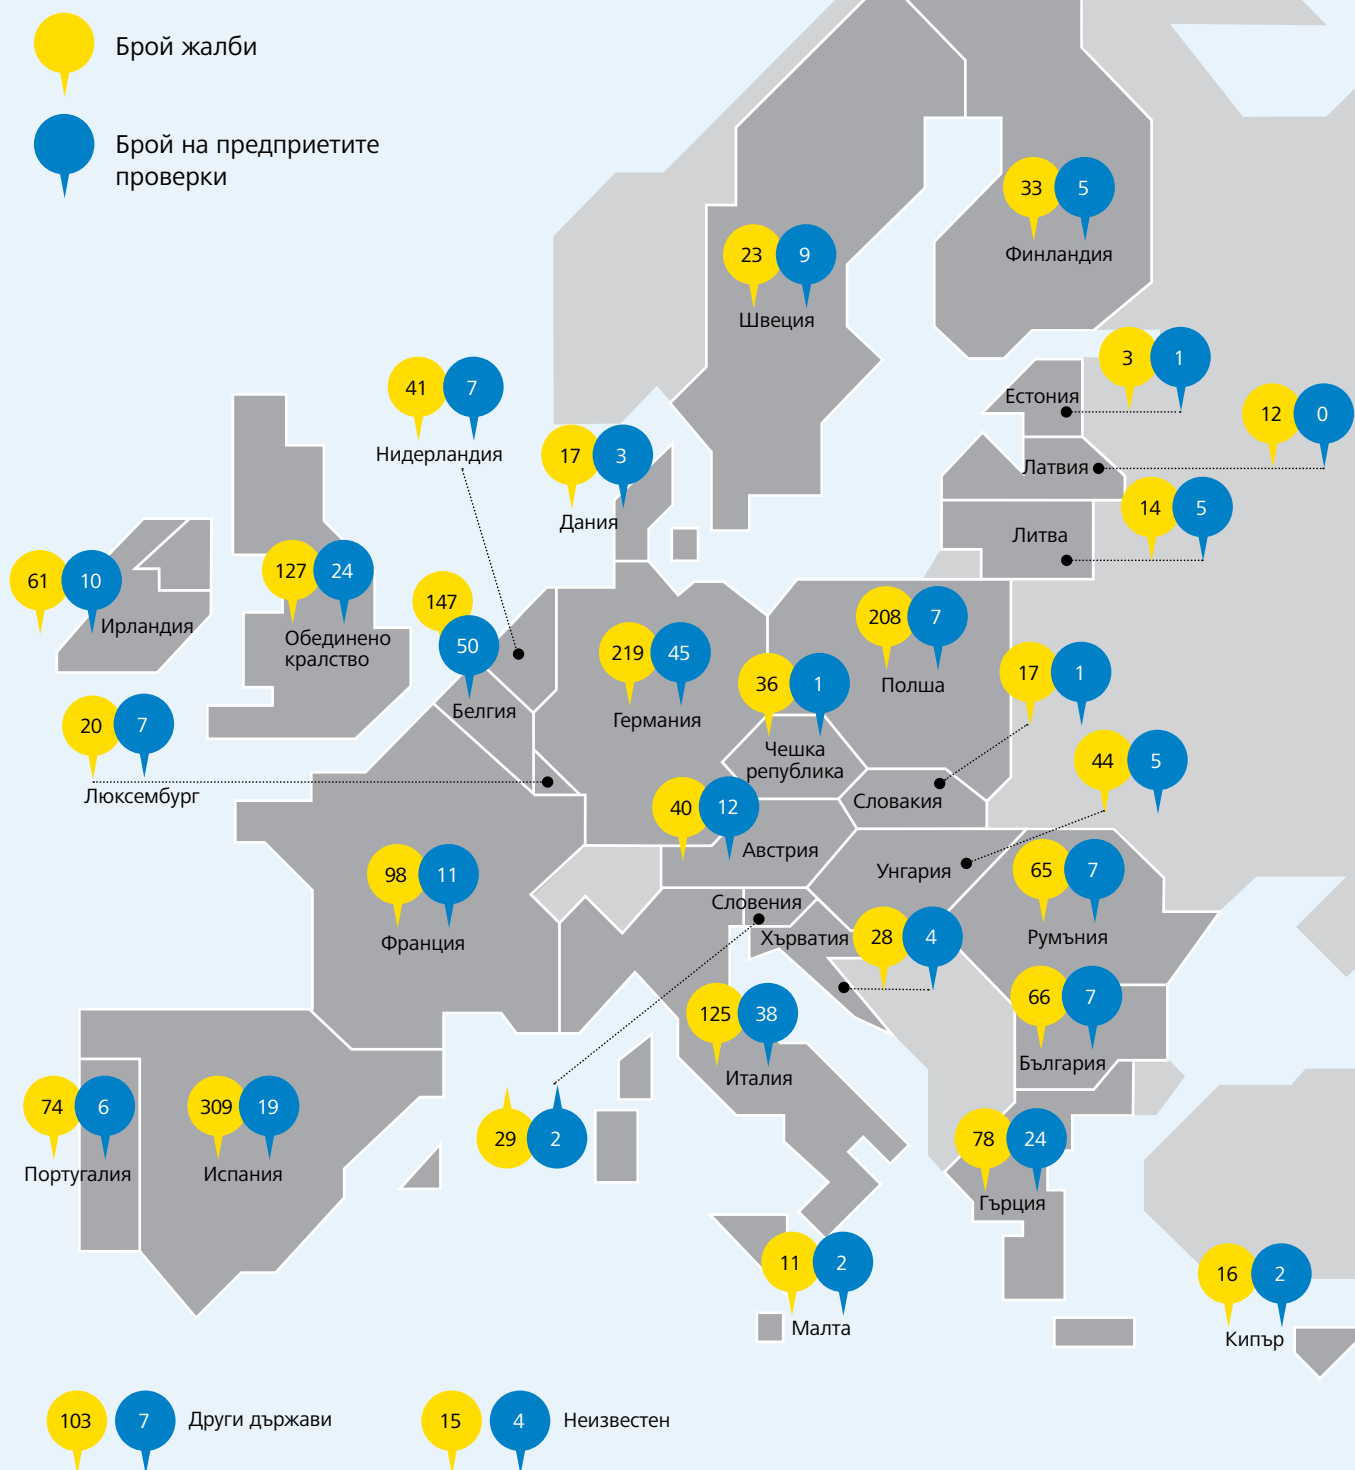 Брой жалби
Брой на предприетите
проверки
33
5
Финландия
23
9
Швеция
3
1
Естония
41
7
Нидерландия
12
0
Латвия
17
3
Дания
14
5
Литва
61
10
Ирландия
127
24
Обединено
кралство
147
50
Белгия
219
45
Германия
208
7
Полша
36
1
Чешка
република
17
1
Словакия
20
7
Люксембург
44
5
Унгария
40
12
Австрия
98
11
Франция
65
7
Румъния
Словения
Хърватия
28
4
66
7
България
125
38
Италия
74
6
Португалия
309
19
Испания
29
2
78
24
Гърция
11
2
Малта
16
2
Кипър
103
7
Други държави
15
4
Неизвестен